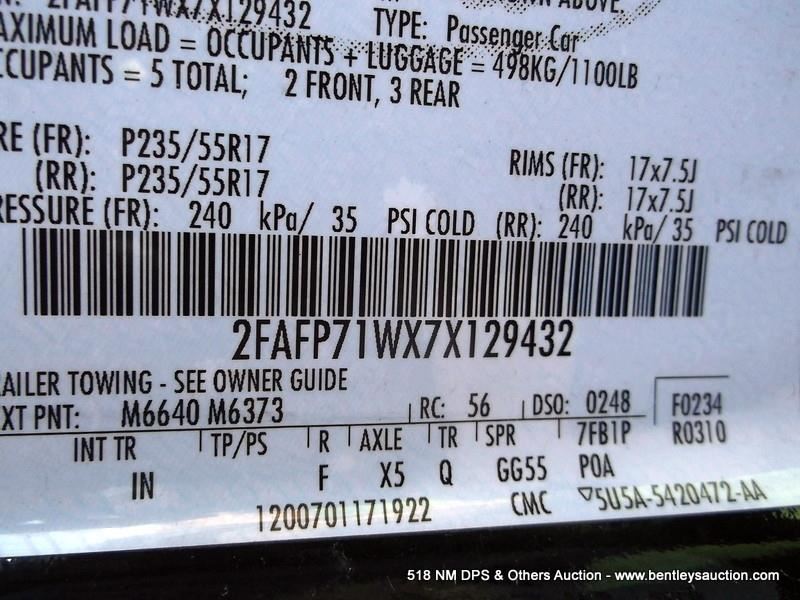 2FAFP71WX7X129432 OWN ABOVE.
TYPE: Passenger Car
AXIMUM LOAD = OCCUPANTS + LUGGAGE = 498KG/1100LB
CCUPANTS = 5 TOTAL; 2 FRONT, 3 REAR
RE (FR): P235/55R17 RIMS (FR): 17x7.5J
(RR): P235/55R17 (RR): 17x7.5J
RESSURE (FR): 240 kPa/ 35 PSI COLD (RR): 240 kPa/ 35 PSI COLD
2FAFP71WX7X129432
AILER TOWING - SEE OWNER GUIDE
XT PNT: M6640 M6373 RC: 56 DSO: 0248 F0234
INT TR TP/PS R AXLE TR SPR 7FB1P R0310
IN F X5 Q GG55 POA
1200701171922 CMC ▽5U5A-5420472-AA
518 NM DPS & Others Auction - www.bentleysauction.com